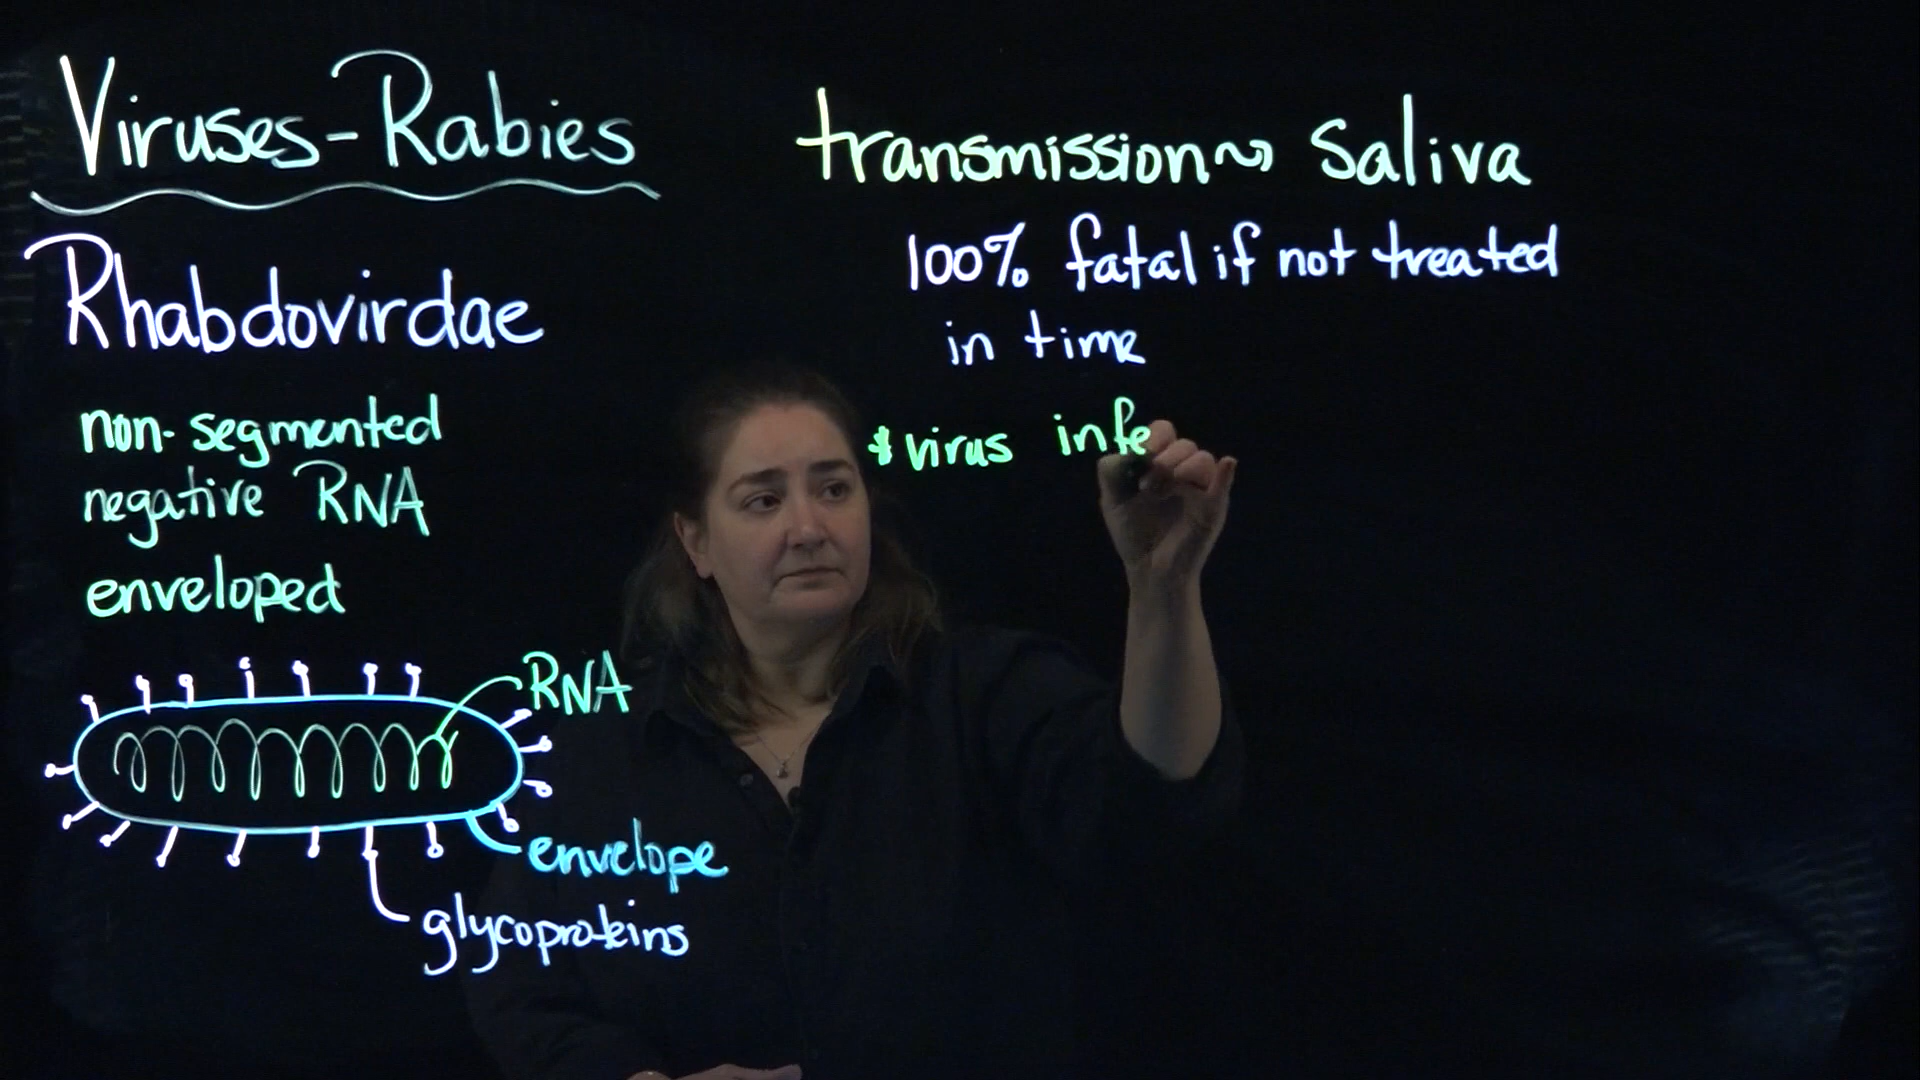 Viruses-Rabies
Rhabdovirdae
non-segmented
negative RNA
enveloped
RNA
envelope
glycoproteins
transmission⤳ Saliva
100% fatal if not treated
in time
*virus infe